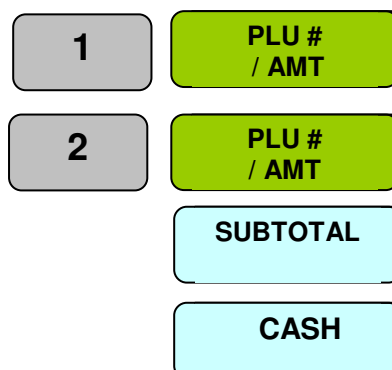 1 PLU #
/ AMT
2 PLU #
/ AMT
SUBTOTAL
CASH